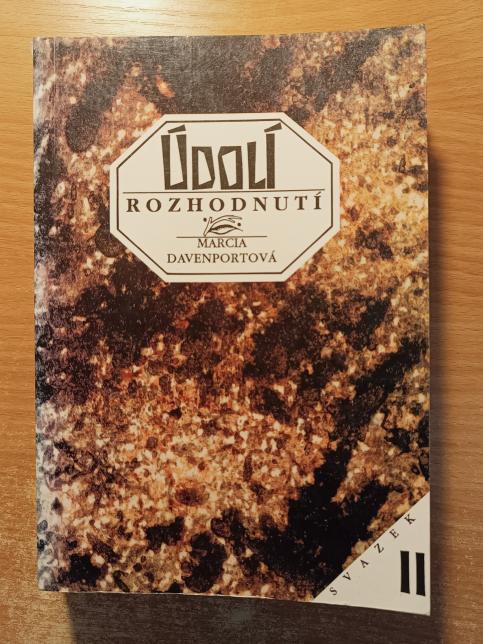 ÚDOLÍ
ROZHODNUTÍ
MARCIA
DAVENPORTOVÁ
SVAZEK
II